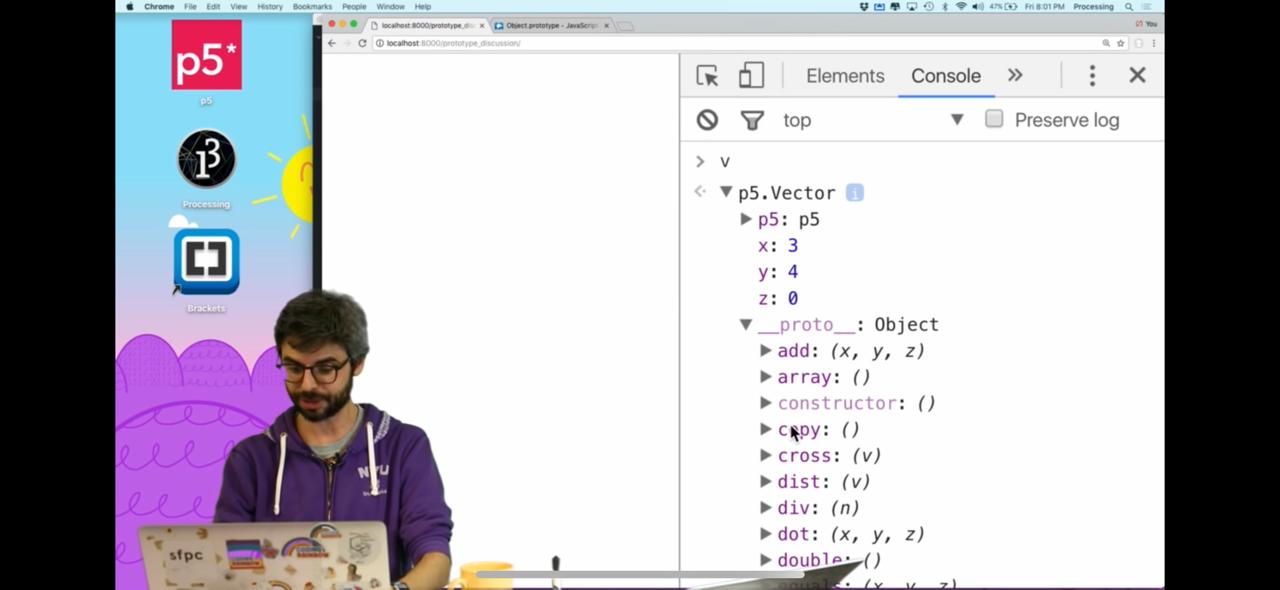 Chrome File Edit View History Bookmarks People Window Help
47% Fri 8:01 PM Processing
localhost:8000/prototype_dis
Object.prototype - JavaScript
You
localhost:8000/prototype_discussion/
p5*
p5
Processing
Brackets
Elements Console
top Preserve log
> v
p5.Vector i
p5: p5
x: 3
y: 4
z: 0
__proto__: Object
add: (x, y, z)
array: ()
constructor: ()
copy: ()
cross: (v)
dist: (v)
div: (n)
dot: (x, y, z)
double: ()
equals: (x, y, z)
NYU
sfpc